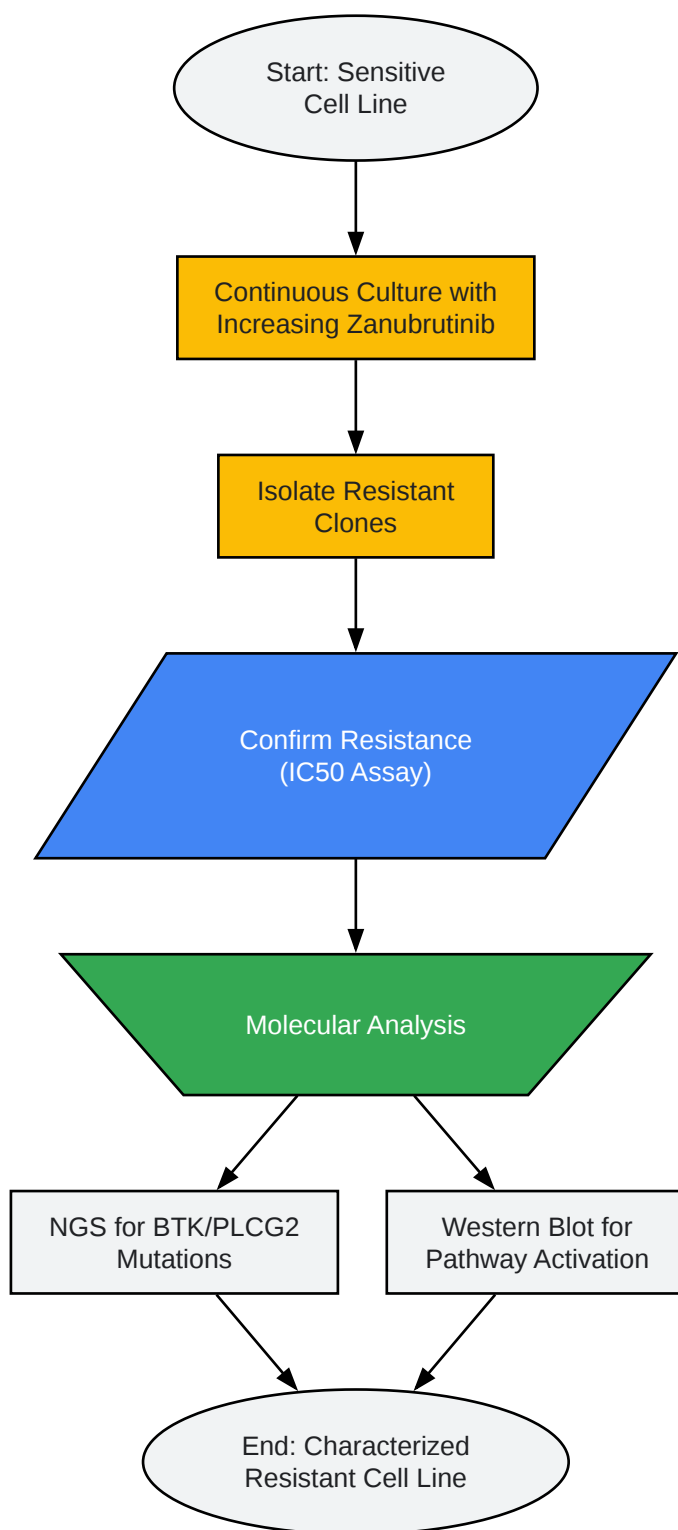 Start: Sensitive
Cell Line
Continuous Culture with
Increasing Zanubrutinib
Isolate Resistant
Clones
Confirm Resistance
(IC50 Assay)
Molecular Analysis
NGS for BTK/PLCG2
Mutations
Western Blot for
Pathway Activation
End: Characterized
Resistant Cell Line